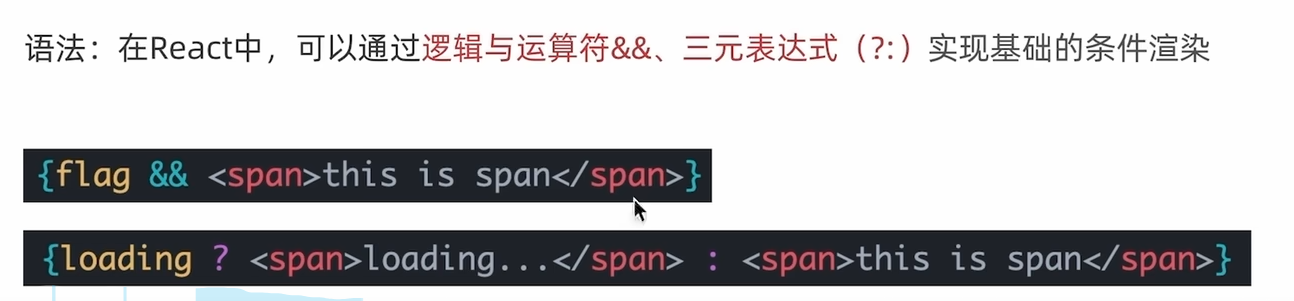 语法：在React中，可以通过逻辑与运算符&&、三元表达式（?:）实现基础的条件渲染
{flag && <span>this is span</span>}
{loading ? <span>loading...</span> : <span>this is span</span>}